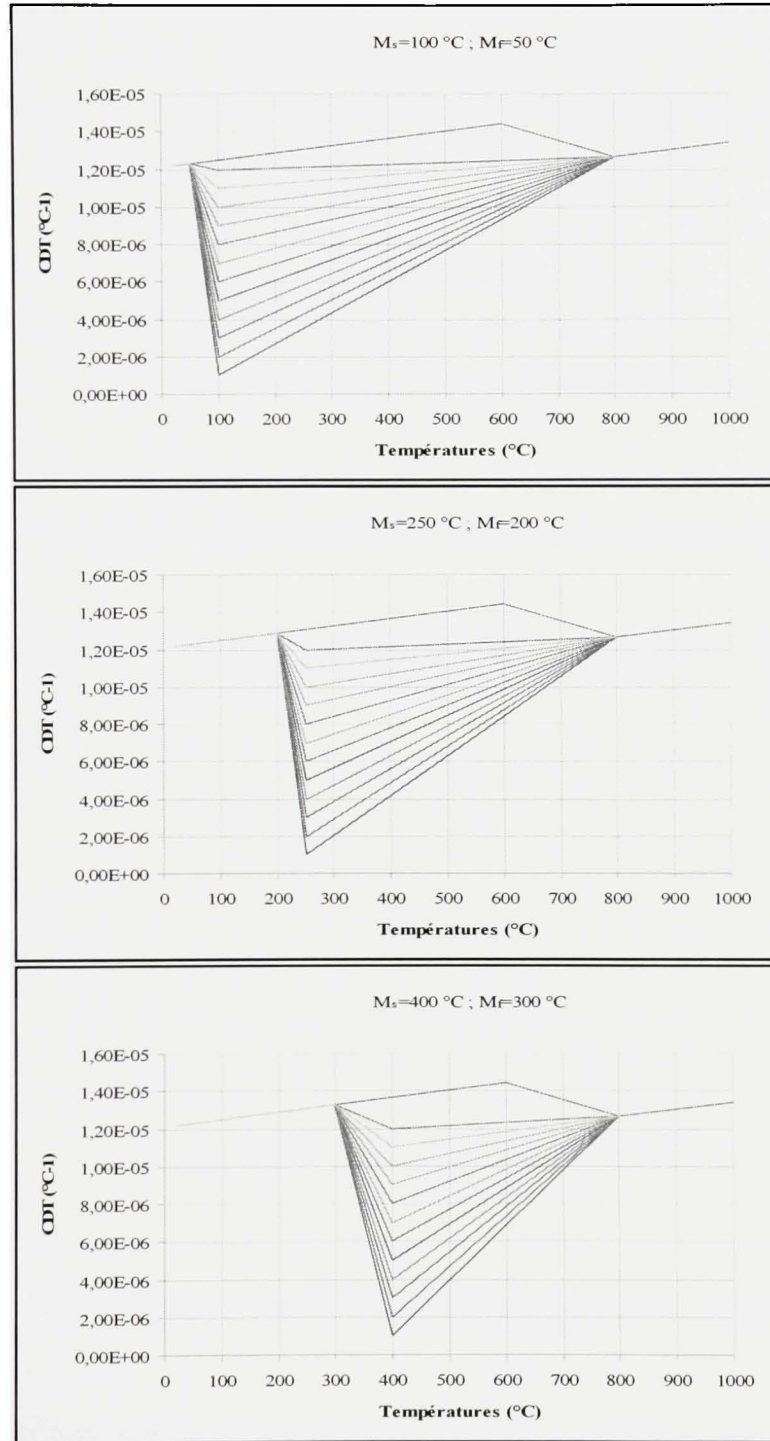 Ms=100 °C ; Mf=50 °C
1,60E-05
1,40E-05
1,20E-05
1,00E-05
8,00E-06
6,00E-06
4,00E-06
2,00E-06
0,00E+00
CDT (°C-1)
0 100 200 300 400 500 600 700 800 900 1000
Températures (°C)
Ms=250 °C ; Mf=200 °C
1,60E-05
1,40E-05
1,20E-05
1,00E-05
8,00E-06
6,00E-06
4,00E-06
2,00E-06
0,00E+00
CDT (°C-1)
0 100 200 300 400 500 600 700 800 900 1000
Températures (°C)
Ms=400 °C ; Mf=300 °C
1,60E-05
1,40E-05
1,20E-05
1,00E-05
8,00E-06
6,00E-06
4,00E-06
2,00E-06
0,00E+00
CDT (°C-1)
0 100 200 300 400 500 600 700 800 900 1000
Températures (°C)